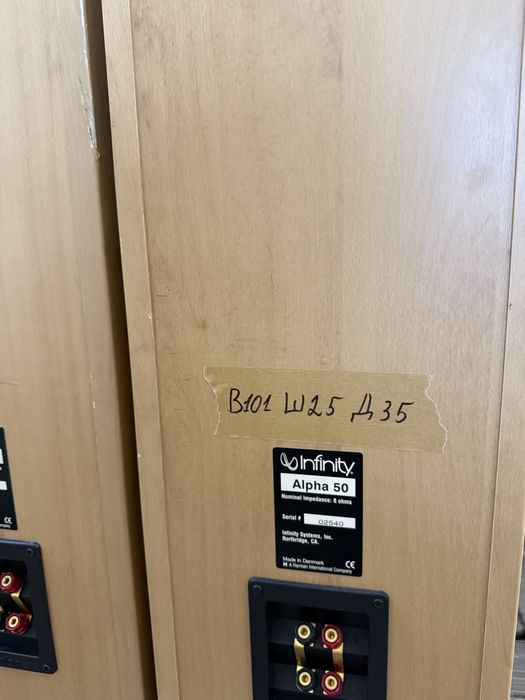 В101 Ш25 Д35
Infinity.
Alpha 50
Nominal Impedance: 8 ohms
Serial # 02540
Infinity Systems, Inc.
Northridge, CA.
Made in Denmark
H A Harman International Company
CE
CE